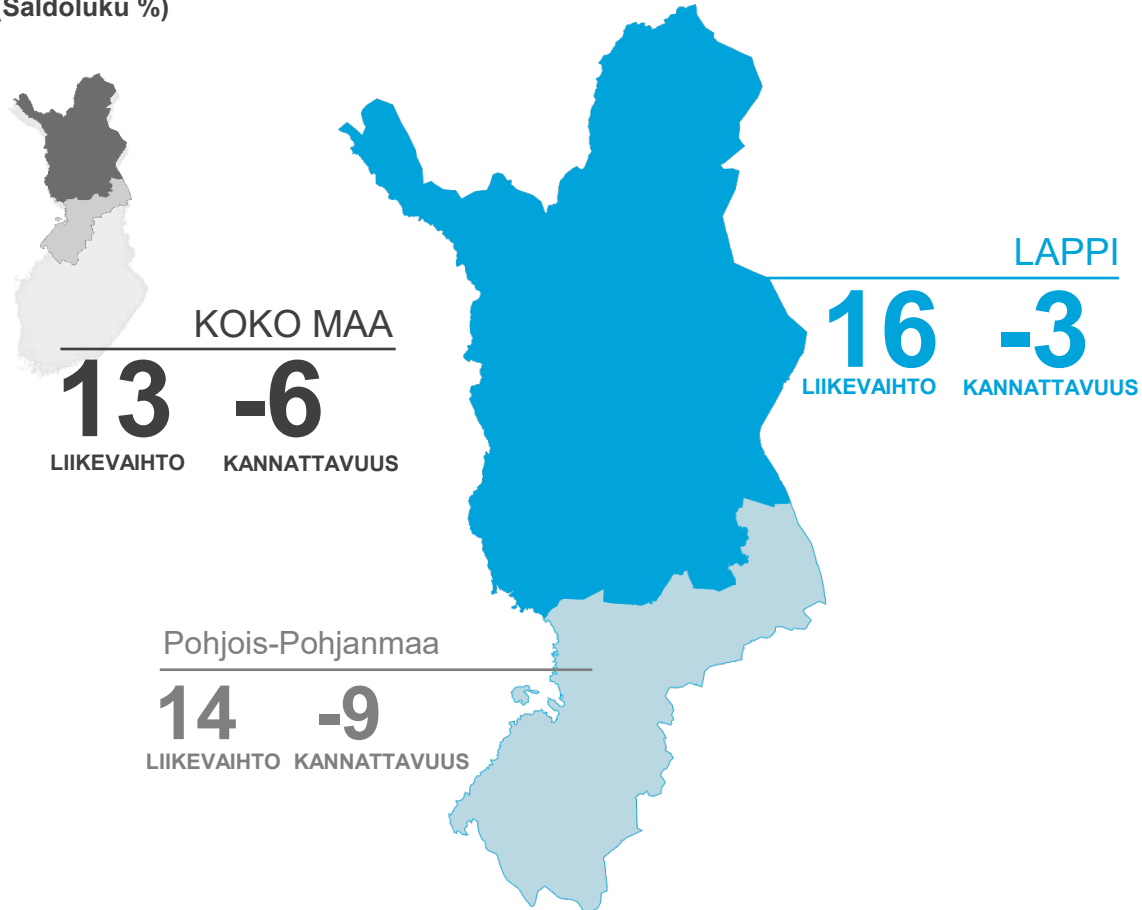 (Saldoluku %)
LAPPI
16 -3
LIIKEVAIHTO KANNATTAVUUS
KOKO MAA
13 -6
LIIKEVAIHTO KANNATTAVUUS
Pohjois-Pohjanmaa
14 -9
LIIKEVAIHTO KANNATTAVUUS